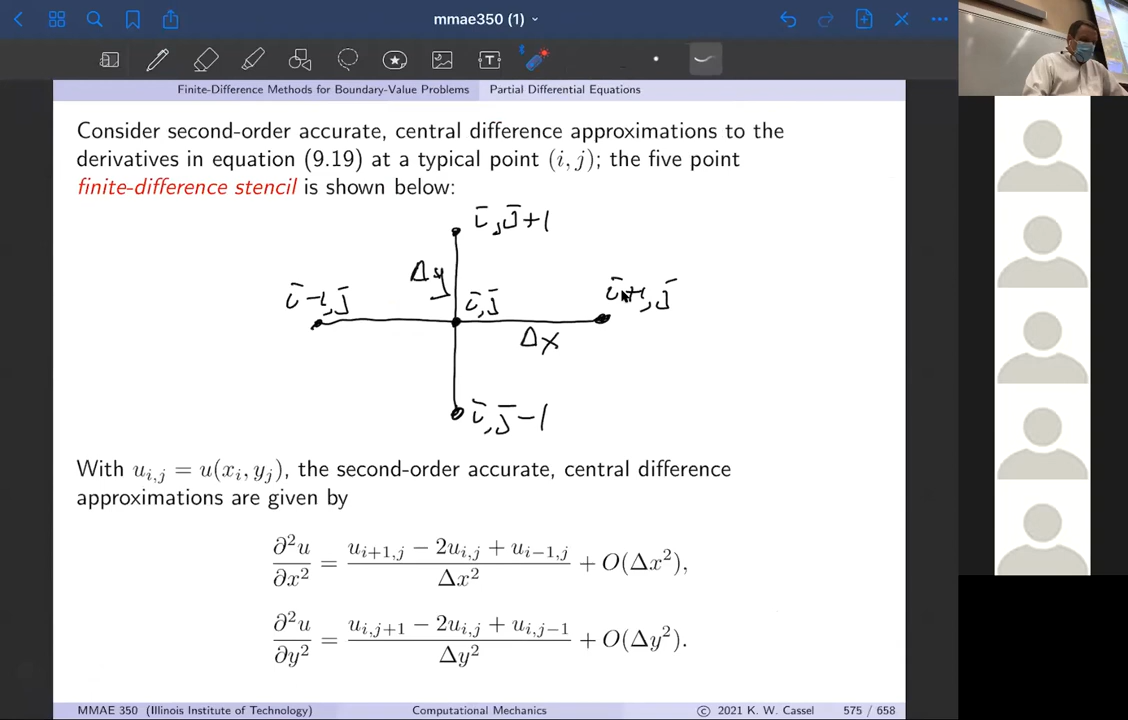 mmae350 (1)
Finite-Difference Methods for Boundary-Value Problems Partial Differential Equations
Consider second-order accurate, central difference approximations to the
derivatives in equation (9.19) at a typical point (i, j); the five point
finite-difference stencil is shown below:
i, j+1
Δy
i-1, j
i, j
i+1, j
Δx
i, j-1
With u_{i,j} = u(x_i, y_j), the second-order accurate, central difference
approximations are given by
∂²u/∂x² = (u_{i+1,j} − 2u_{i,j} + u_{i−1,j})/Δx² + O(Δx²),
∂²u/∂y² = (u_{i,j+1} − 2u_{i,j} + u_{i,j−1})/Δy² + O(Δy²).
MMAE 350 (Illinois Institute of Technology) Computational Mechanics © 2021 K. W. Cassel 575 / 658